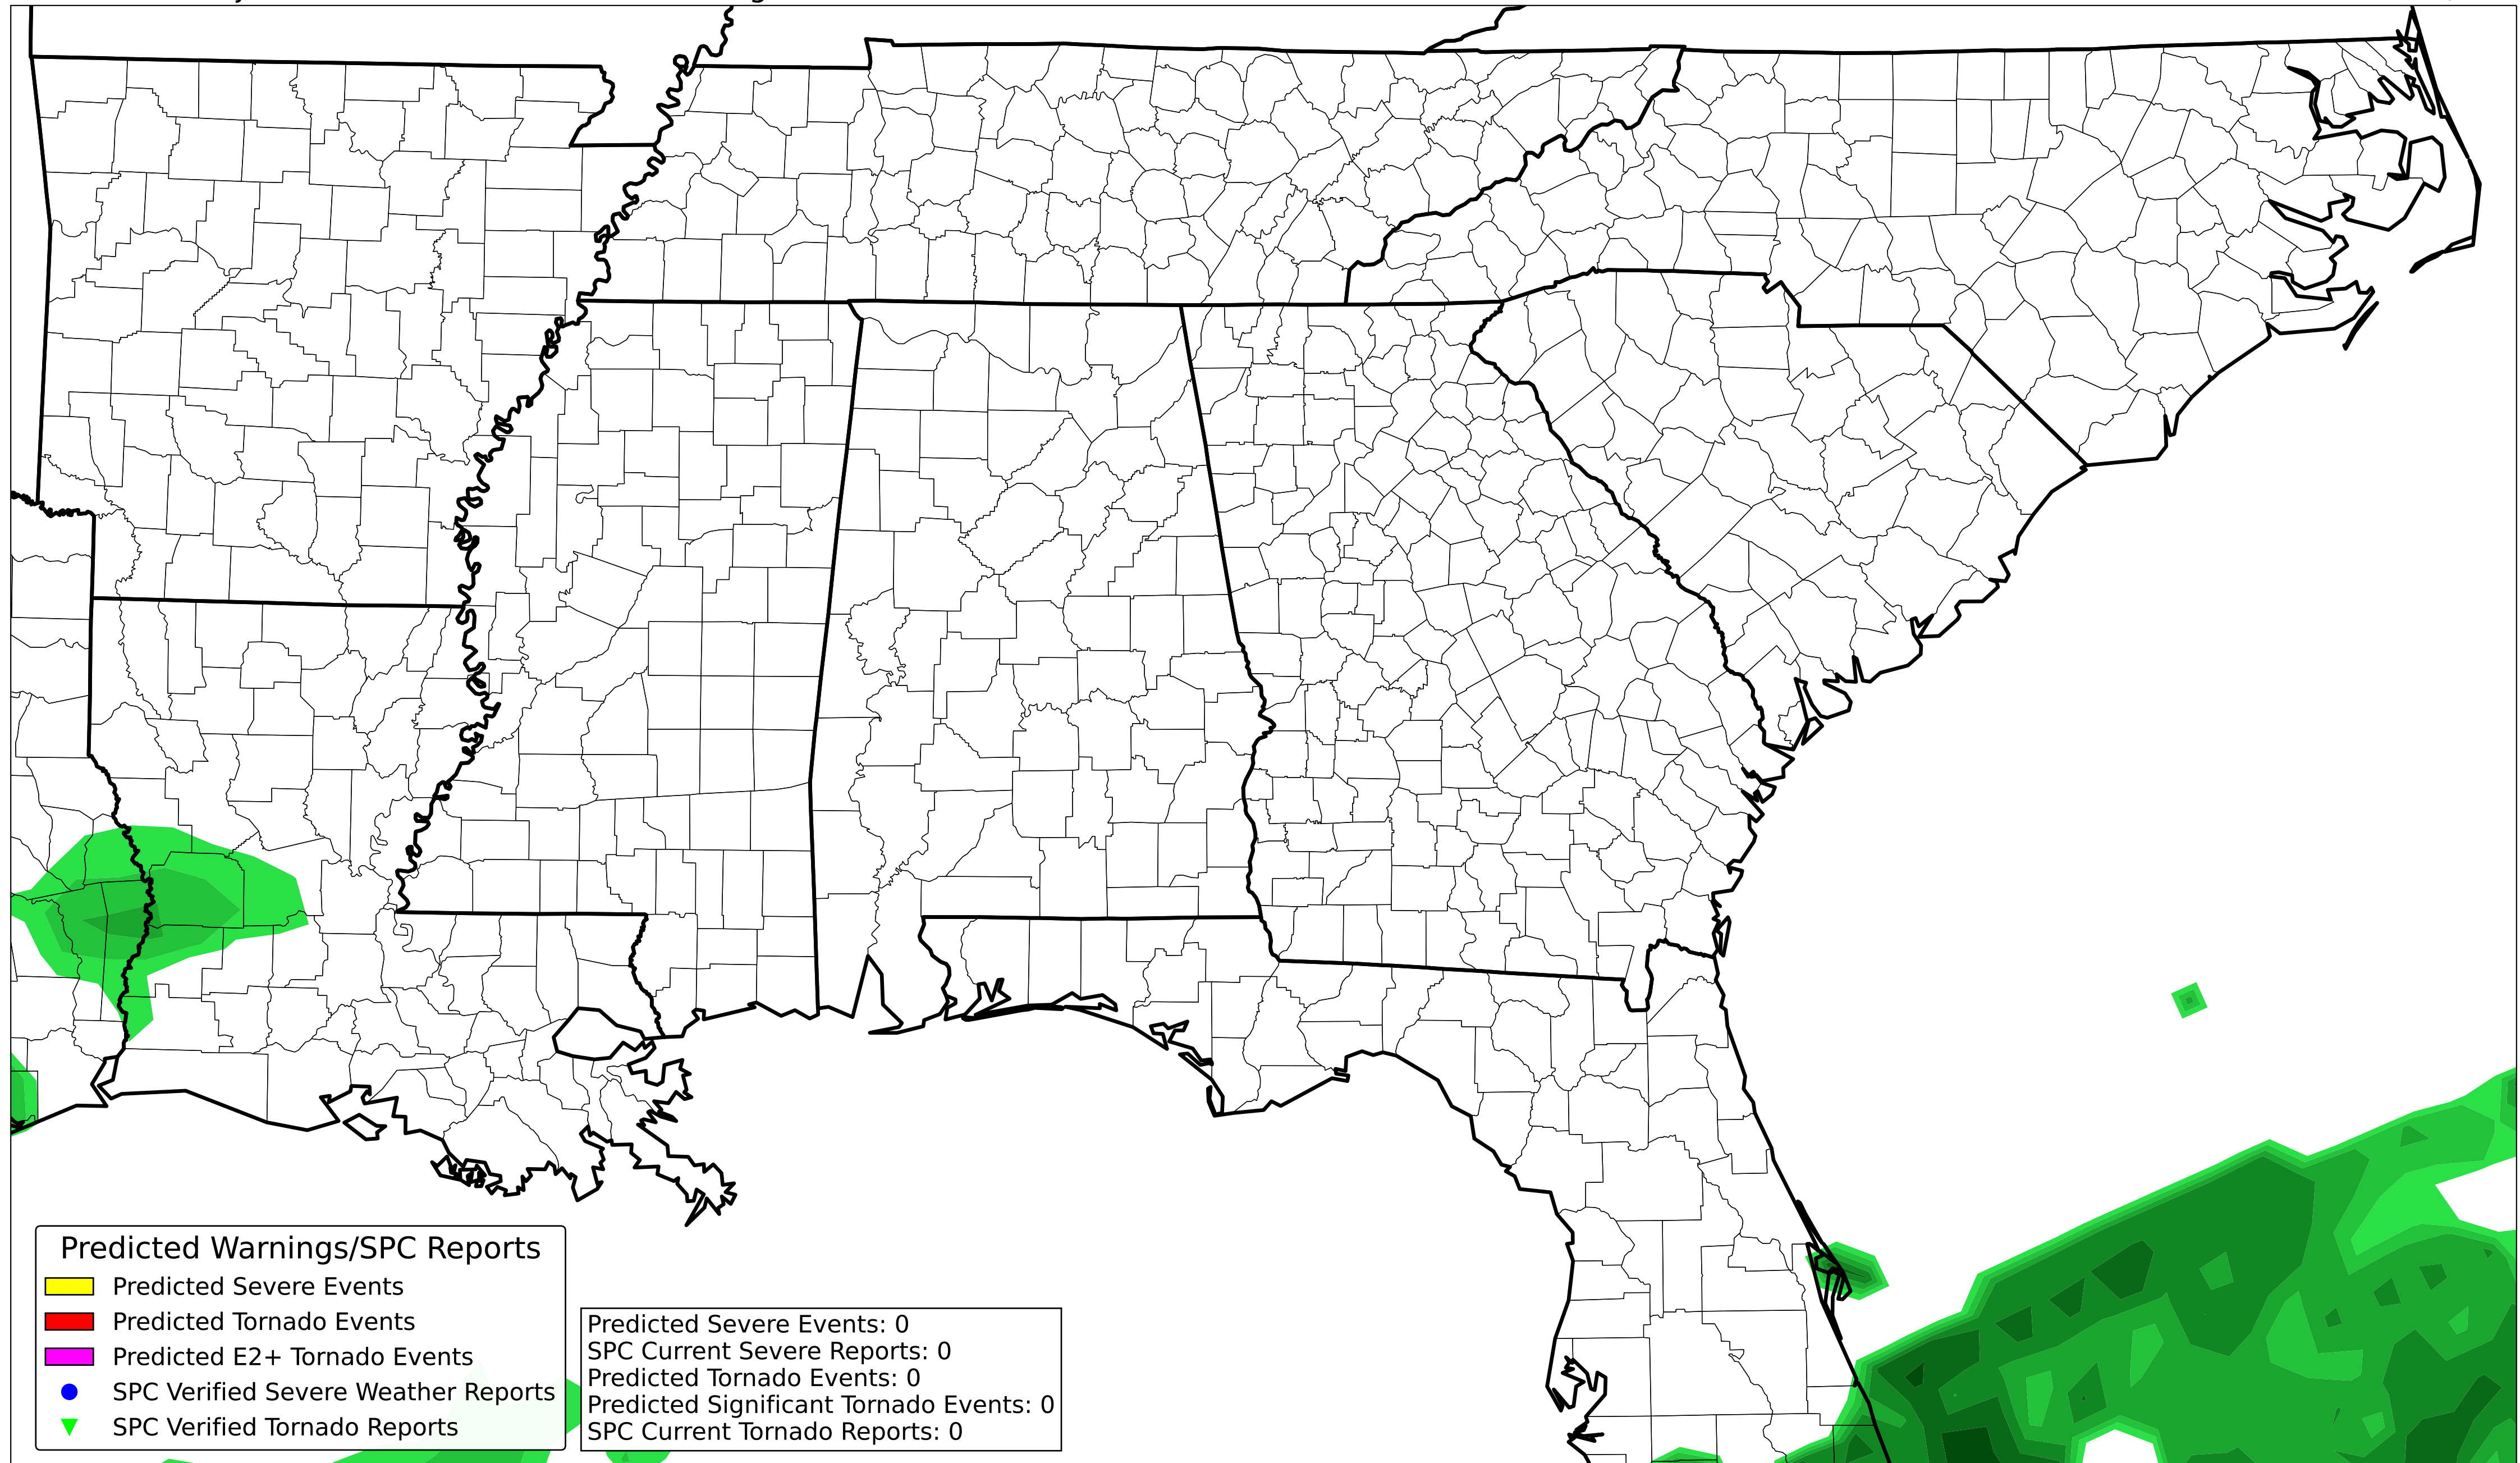 Predicted Warnings/SPC Reports
Predicted Severe Events
Predicted Tornado Events
Predicted E2+ Tornado Events
SPC Verified Severe Weather Reports
SPC Verified Tornado Reports
Predicted Severe Events: 0
SPC Current Severe Reports: 0
Predicted Tornado Events: 0
Predicted Significant Tornado Events: 0
SPC Current Tornado Reports: 0